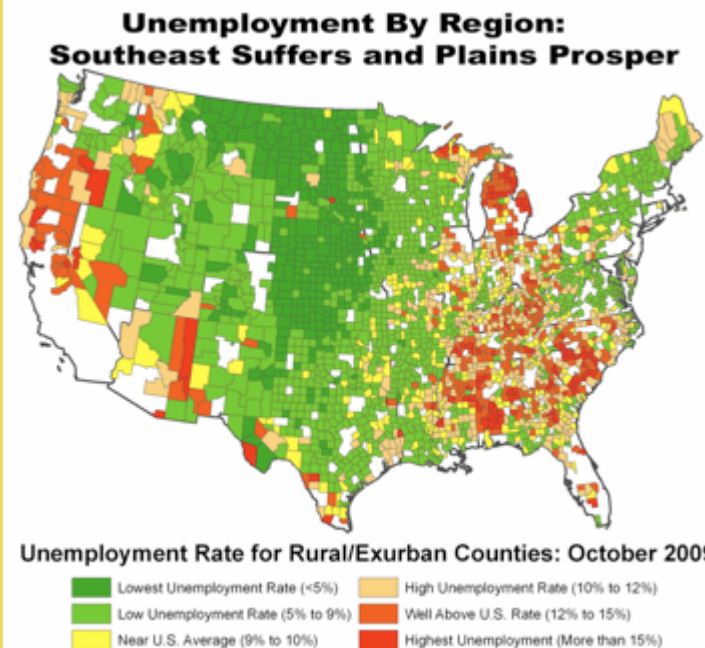 Unemployment By Region:
Southeast Suffers and Plains Prosper
Unemployment Rate for Rural/Exurban Counties: October 2009
Lowest Unemployment Rate (<5%)
Low Unemployment Rate (5% to 9%)
Near U.S. Average (9% to 10%)
High Unemployment Rate (10% to 12%)
Well Above U.S. Rate (12% to 15%)
Highest Unemployment (More than 15%)